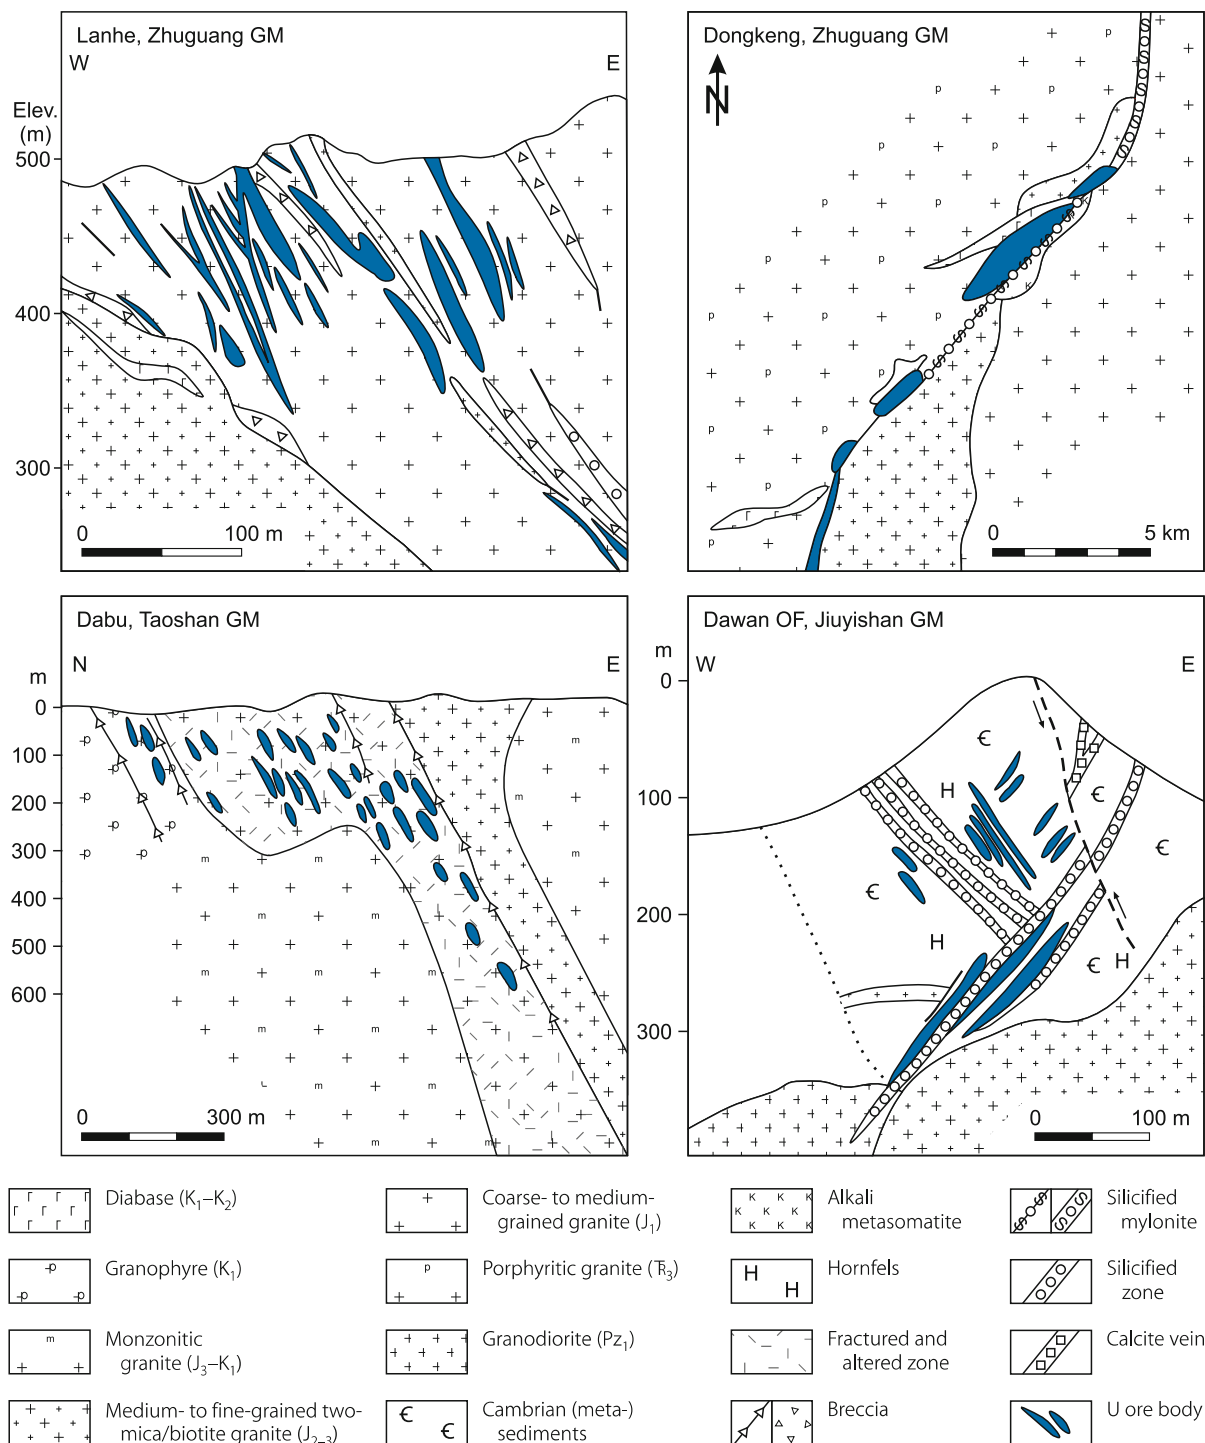 Lanhe, Zhuguang GM
W
E
Elev.
(m)
500
400
300
0
100 m
Dongkeng, Zhuguang GM
N
0
5 km
Dabu, Taoshan GM
N
E
m
0
100
200
300
400
500
600
0
300 m
Dawan OF, Jiuyishan GM
W
E
m
0
100
200
300
0
100 m
Diabase (K₁–K₂)
Granophyre (K₁)
Monzonitic
granite (J₃–K₁)
Medium- to fine-grained two-
mica/biotite granite (J₂₋₃)
Coarse- to medium-
grained granite (J₁)
Porphyritic granite (TR₃)
Granodiorite (Pz₁)
Cambrian (meta-)
sediments
Alkali
metasomatite
Hornfels
Fractured and
altered zone
Breccia
Silicified
mylonite
Silicified
zone
Calcite vein
U ore body